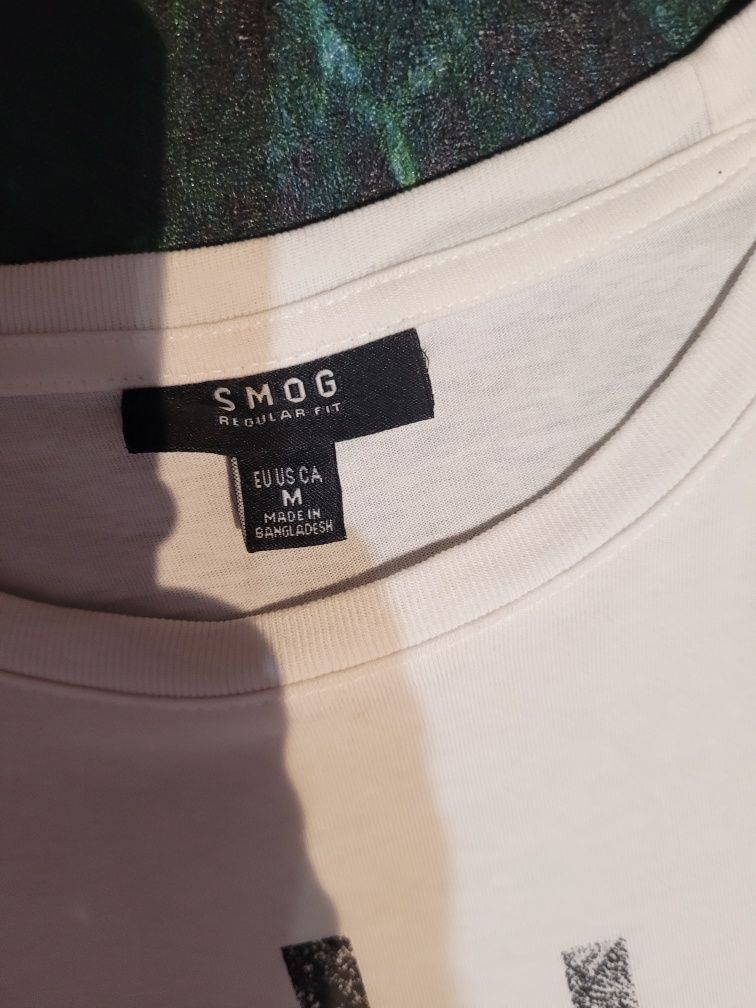 SMOG
REGULAR FIT
EU US CA
M
MADE IN
BANGLADESH